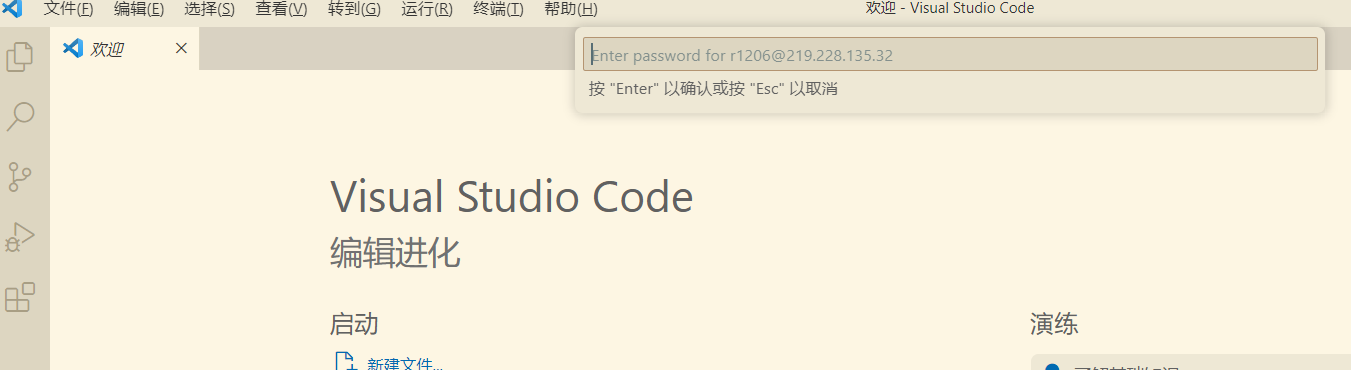 文件(F) 编辑(E) 选择(S) 查看(V) 转到(G) 运行(R) 终端(T) 帮助(H) 欢迎 - Visual Studio Code
欢迎
Enter password for r1206@219.228.135.32
按 "Enter" 以确认或按 "Esc" 以取消
Visual Studio Code
编辑进化
启动 演练
新建文件...